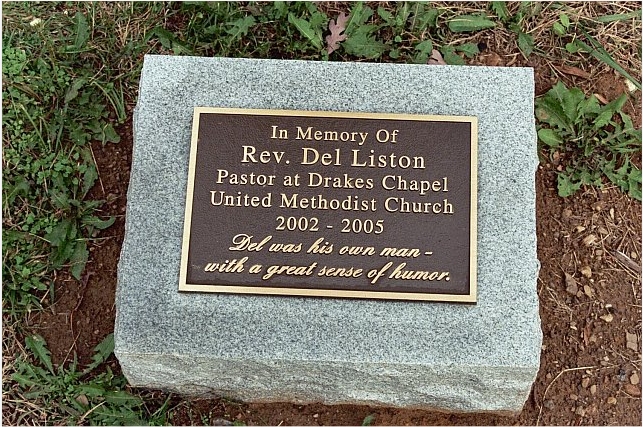 In Memory Of
Rev. Del Liston
Pastor at Drakes Chapel
United Methodist Church
2002 - 2005
Del was his own man -
with a great sense of humor.